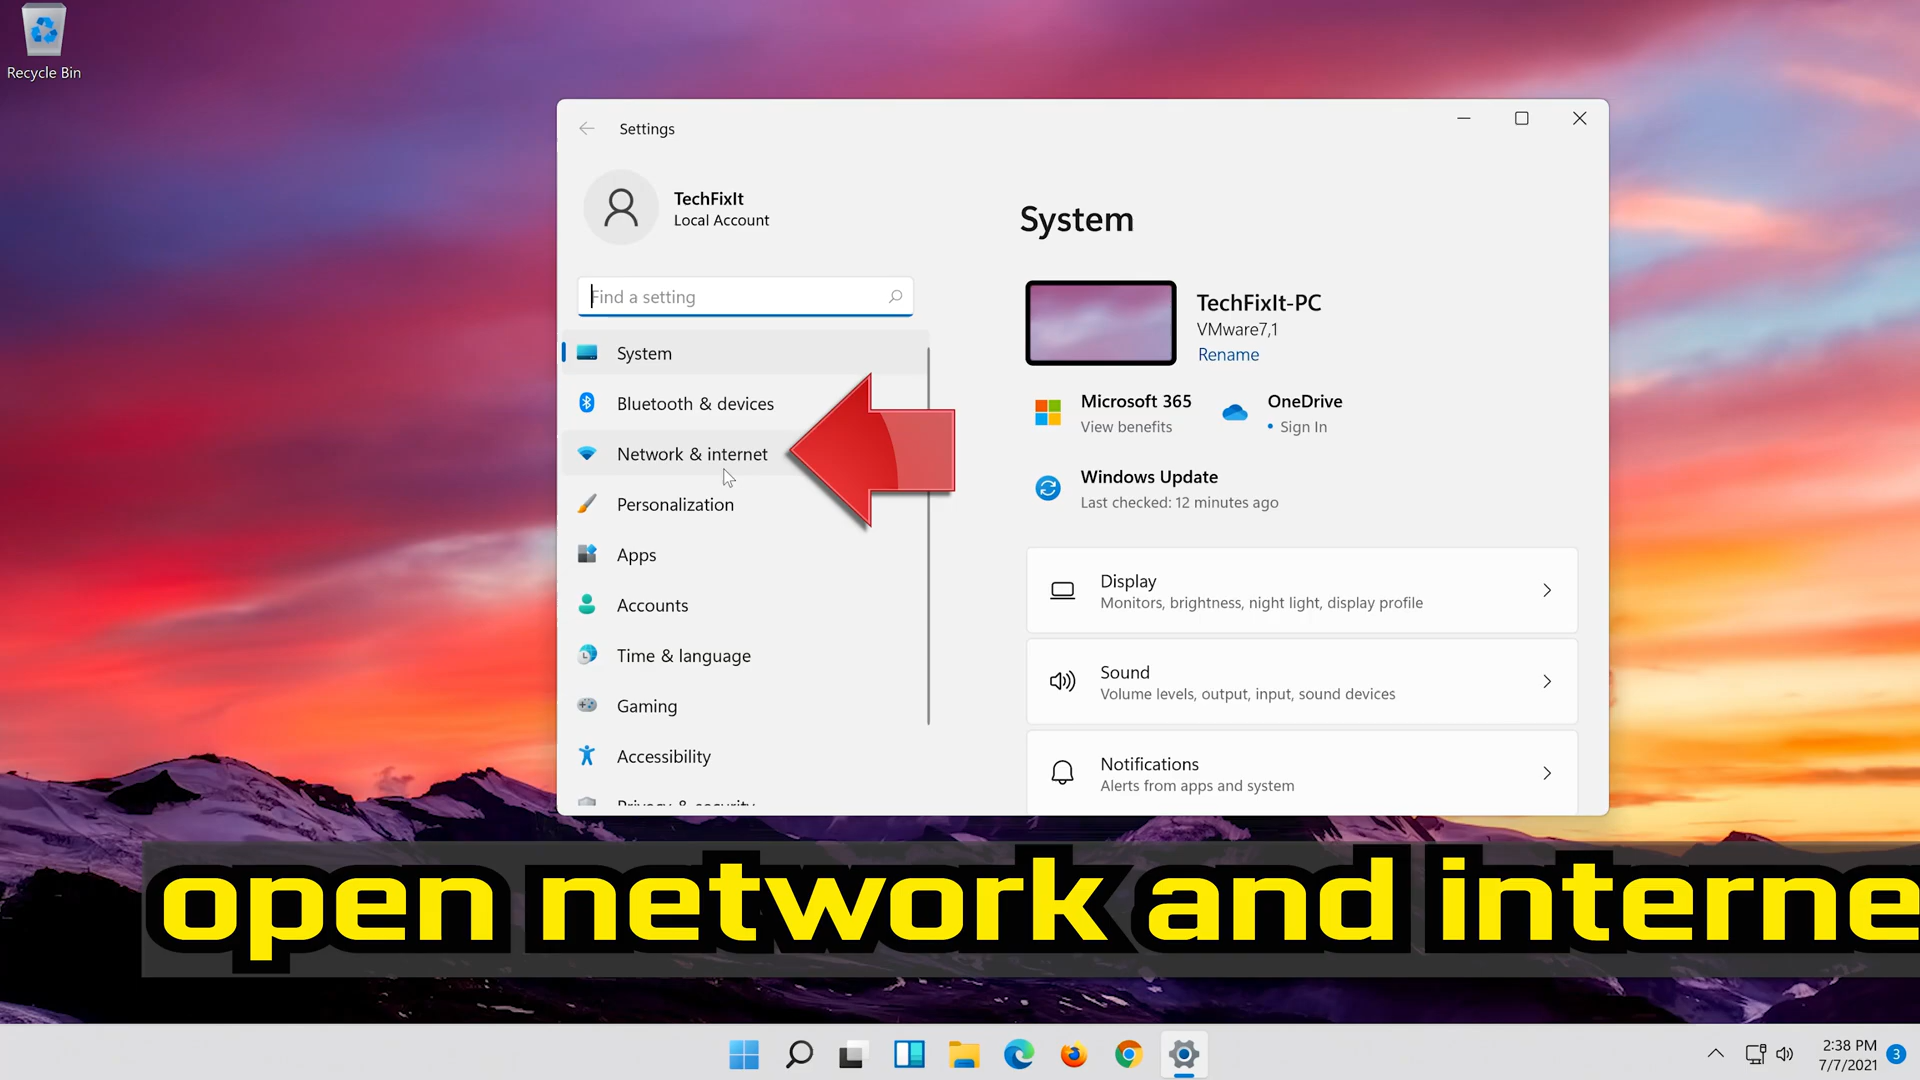 Recycle Bin
Settings
TechFixIt
Local Account
Find a setting
System
Bluetooth & devices
Network & internet
Personalization
Apps
Accounts
Time & language
Gaming
Accessibility
Privacy & security
System
TechFixIt-PC
VMware7,1
Rename
Microsoft 365
View benefits
OneDrive
• Sign In
Windows Update
Last checked: 12 minutes ago
Display
Monitors, brightness, night light, display profile
Sound
Volume levels, output, input, sound devices
Notifications
Alerts from apps and system
open network and interne
2:38 PM
7/7/2021
3